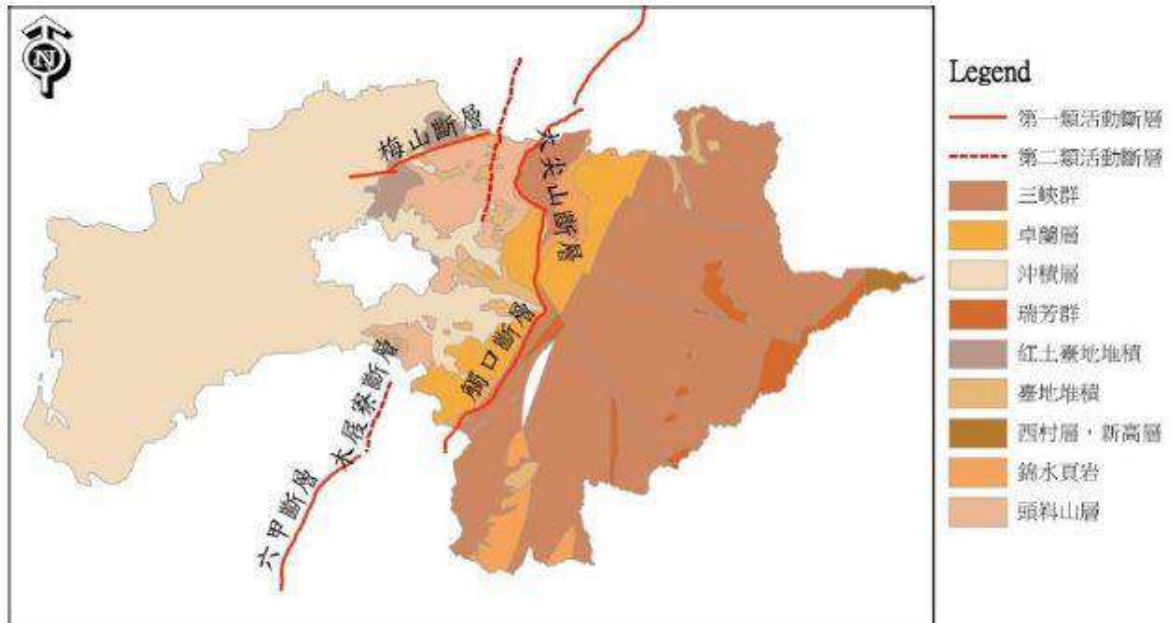 N
梅山斷層
大尖山斷層
觸口斷層
木屐寮斷層
六甲斷層
Legend
第一類活動斷層
第二類活動斷層
三峽群
卓蘭層
沖積層
瑞芳群
紅土臺地堆積
臺地堆積
西村層，新高層
錦水頁岩
頭嵙山層